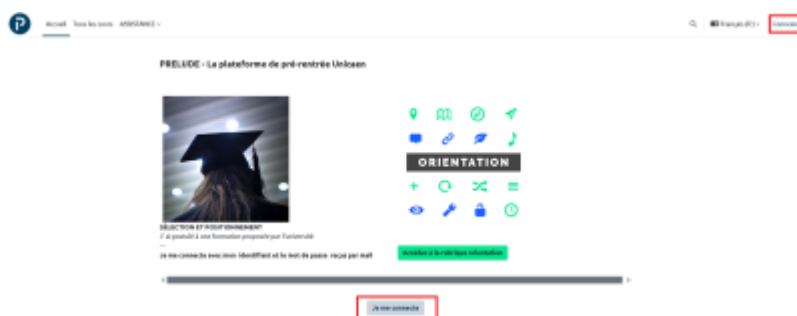 P
Accueil Tous les cours ASSISTANCE
Français (fr)
Connexion
PRELUDE - La plateforme de pré-rentrée Unicaen
ORIENTATION
SÉLECTION ET POSITIONNEMENT
J'ai postulé à une formation proposée par l'université
Je me connecte avec mon identifiant et le mot de passe reçus par mail
Accéder à la rubrique orientation
Je me connecte